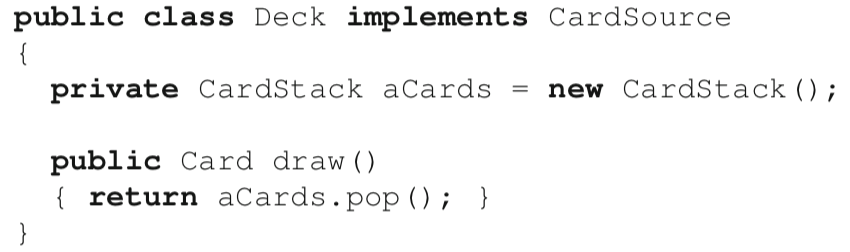 public class Deck implements CardSource
{
  private CardStack aCards = new CardStack();

  public Card draw()
  { return aCards.pop(); }
}